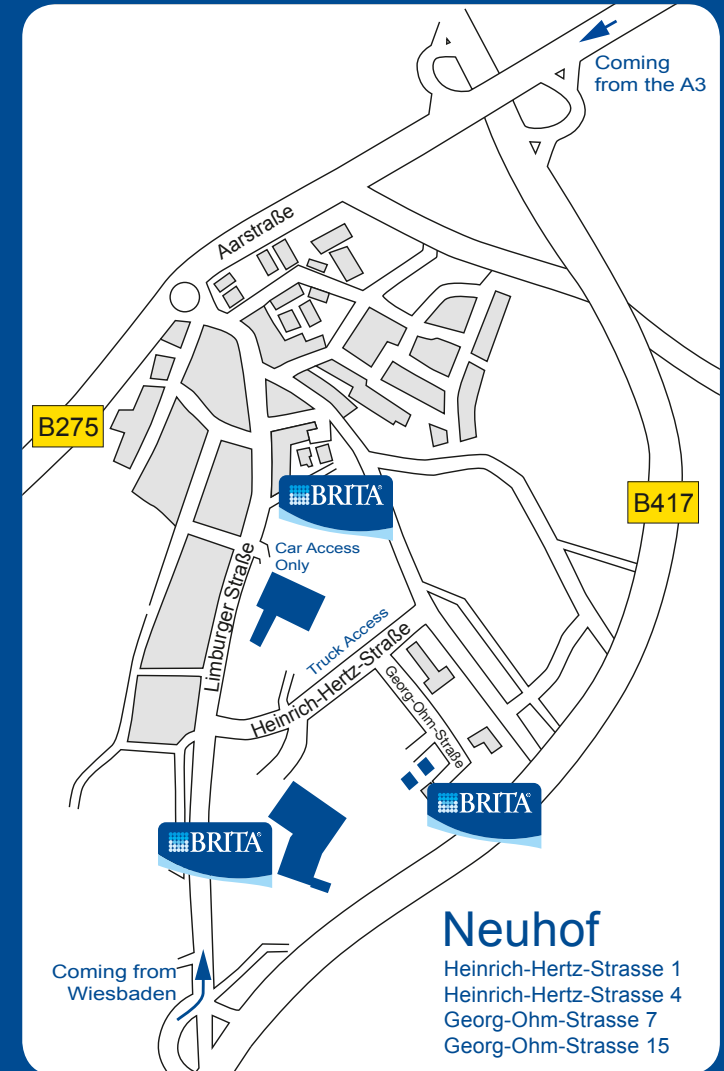 Coming
from the A3
Aarstraße
B275
B417
BRITA®
Car Access
Only
Limburger Straße
Truck Access
Heinrich-Hertz-Straße
Georg-Ohm-Straße
BRITA®
BRITA®
Coming from
Wiesbaden
Neuhof
Heinrich-Hertz-Strasse 1
Heinrich-Hertz-Strasse 4
Georg-Ohm-Strasse 7
Georg-Ohm-Strasse 15